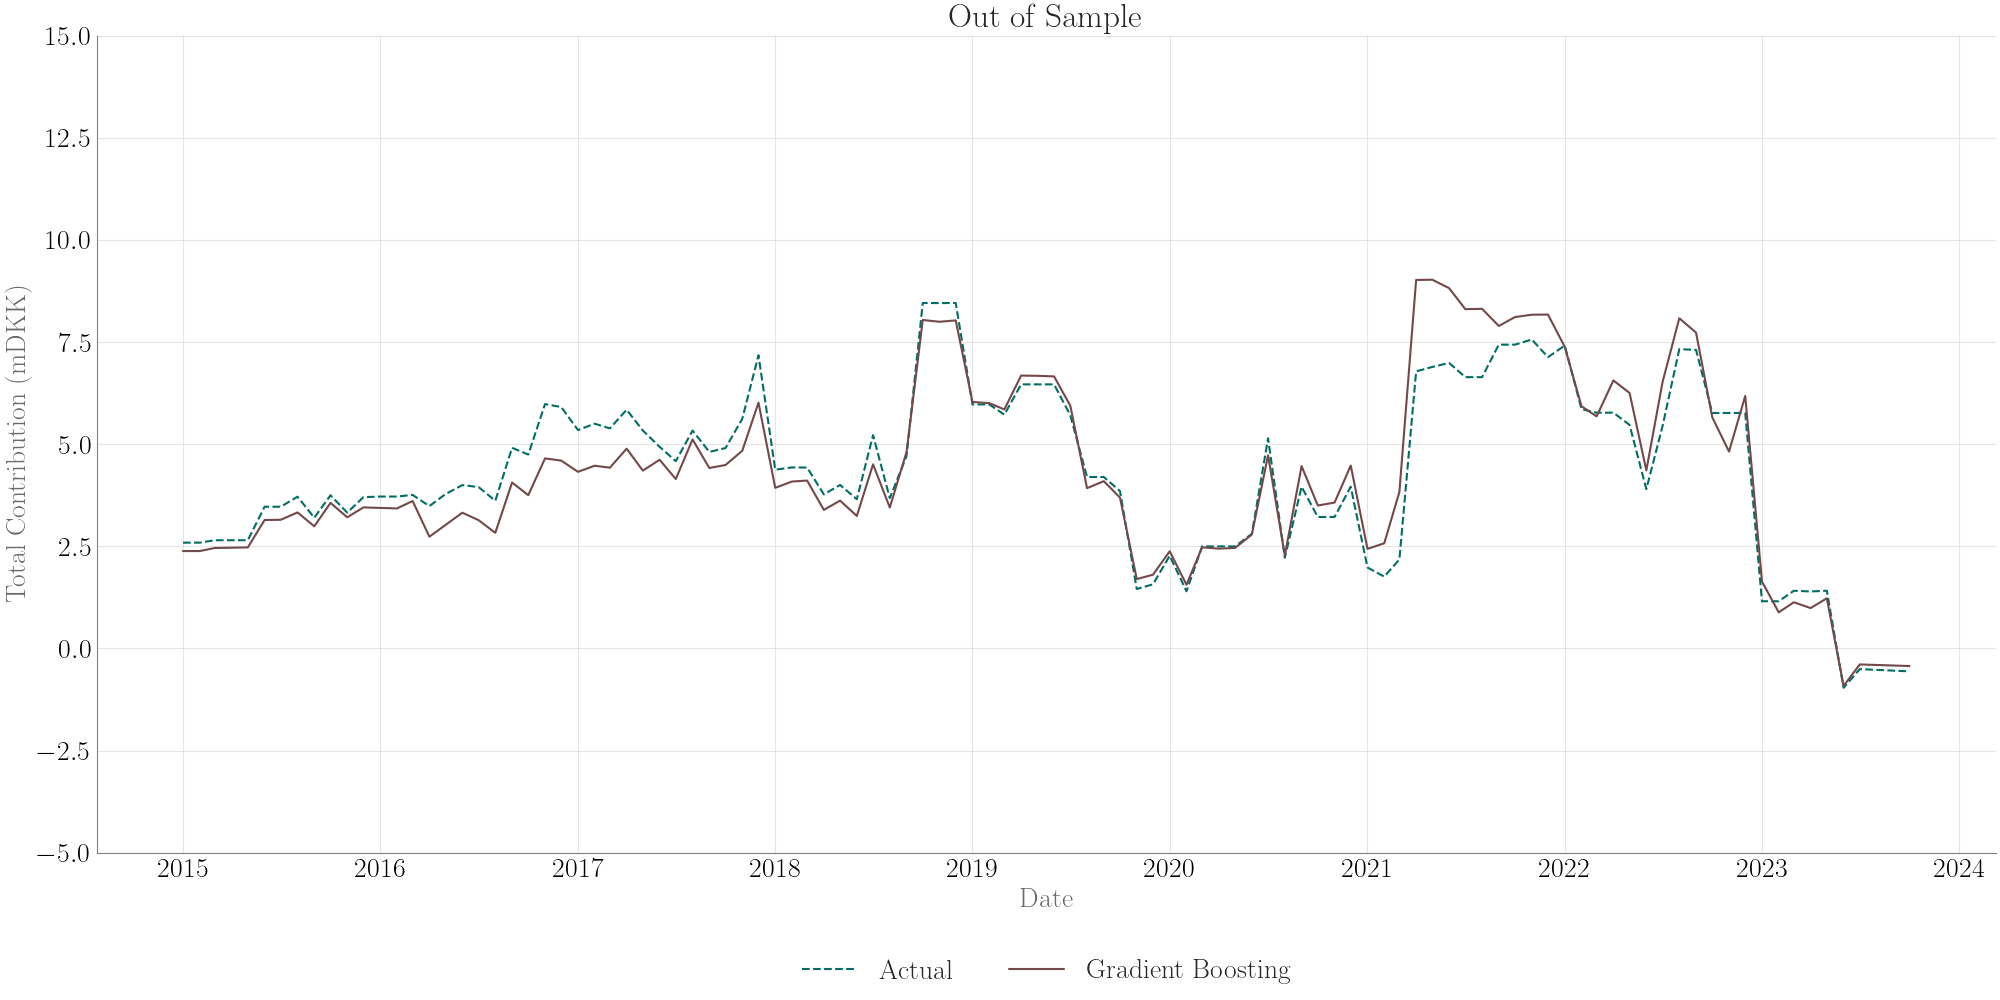 Out of Sample
Total Contribution (mDKK)
15.0
12.5
10.0
7.5
5.0
2.5
0.0
−2.5
−5.0
2015 2016 2017 2018 2019 2020 2021 2022 2023 2024
Date
Actual Gradient Boosting